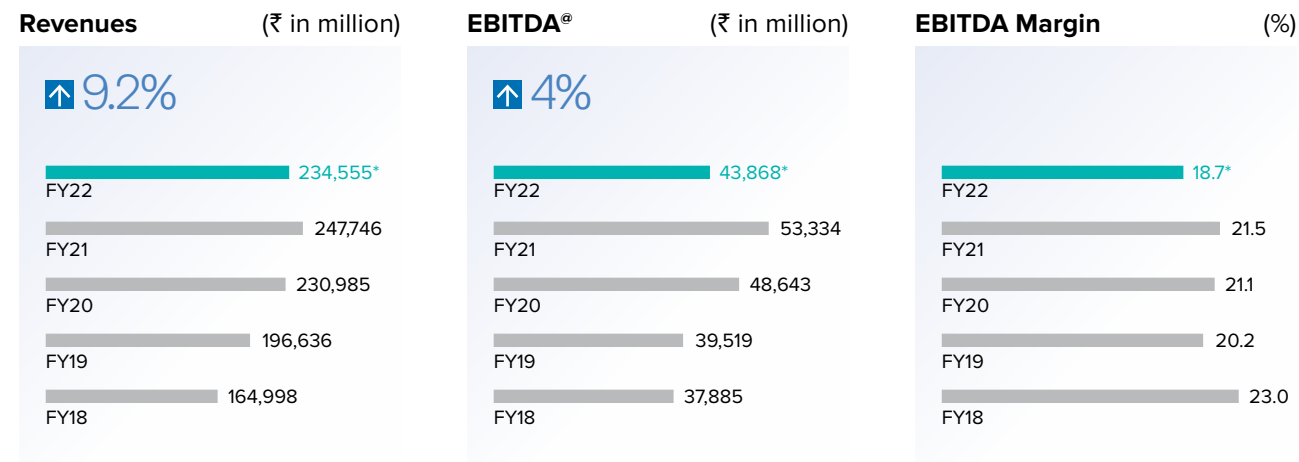 Revenues (₹ in million)
9.2%
234,555*
FY22
247,746
FY21
230,985
FY20
196,636
FY19
164,998
FY18
EBITDA@ (₹ in million)
4%
43,868*
FY22
53,334
FY21
48,643
FY20
39,519
FY19
37,885
FY18
EBITDA Margin (%)
18.7*
FY22
21.5
FY21
21.1
FY20
20.2
FY19
23.0
FY18